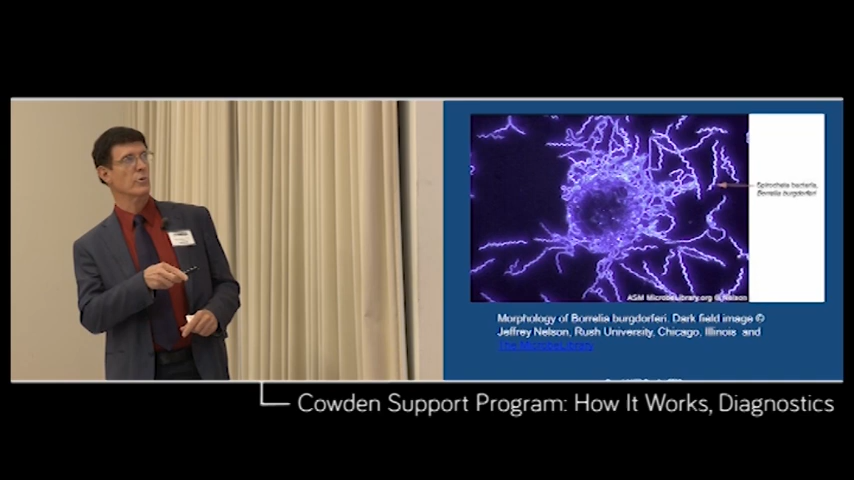 Spirochete bacteria,
Borrelia burgdorferi
ASM MicrobeLibrary.org © Nelson
Morphology of Borrelia burgdorferi. Dark field image ©
Jeffrey Nelson, Rush University, Chicago, Illinois and
The MicrobeLibrary
Cowden Support Program: How It Works, Diagnostics